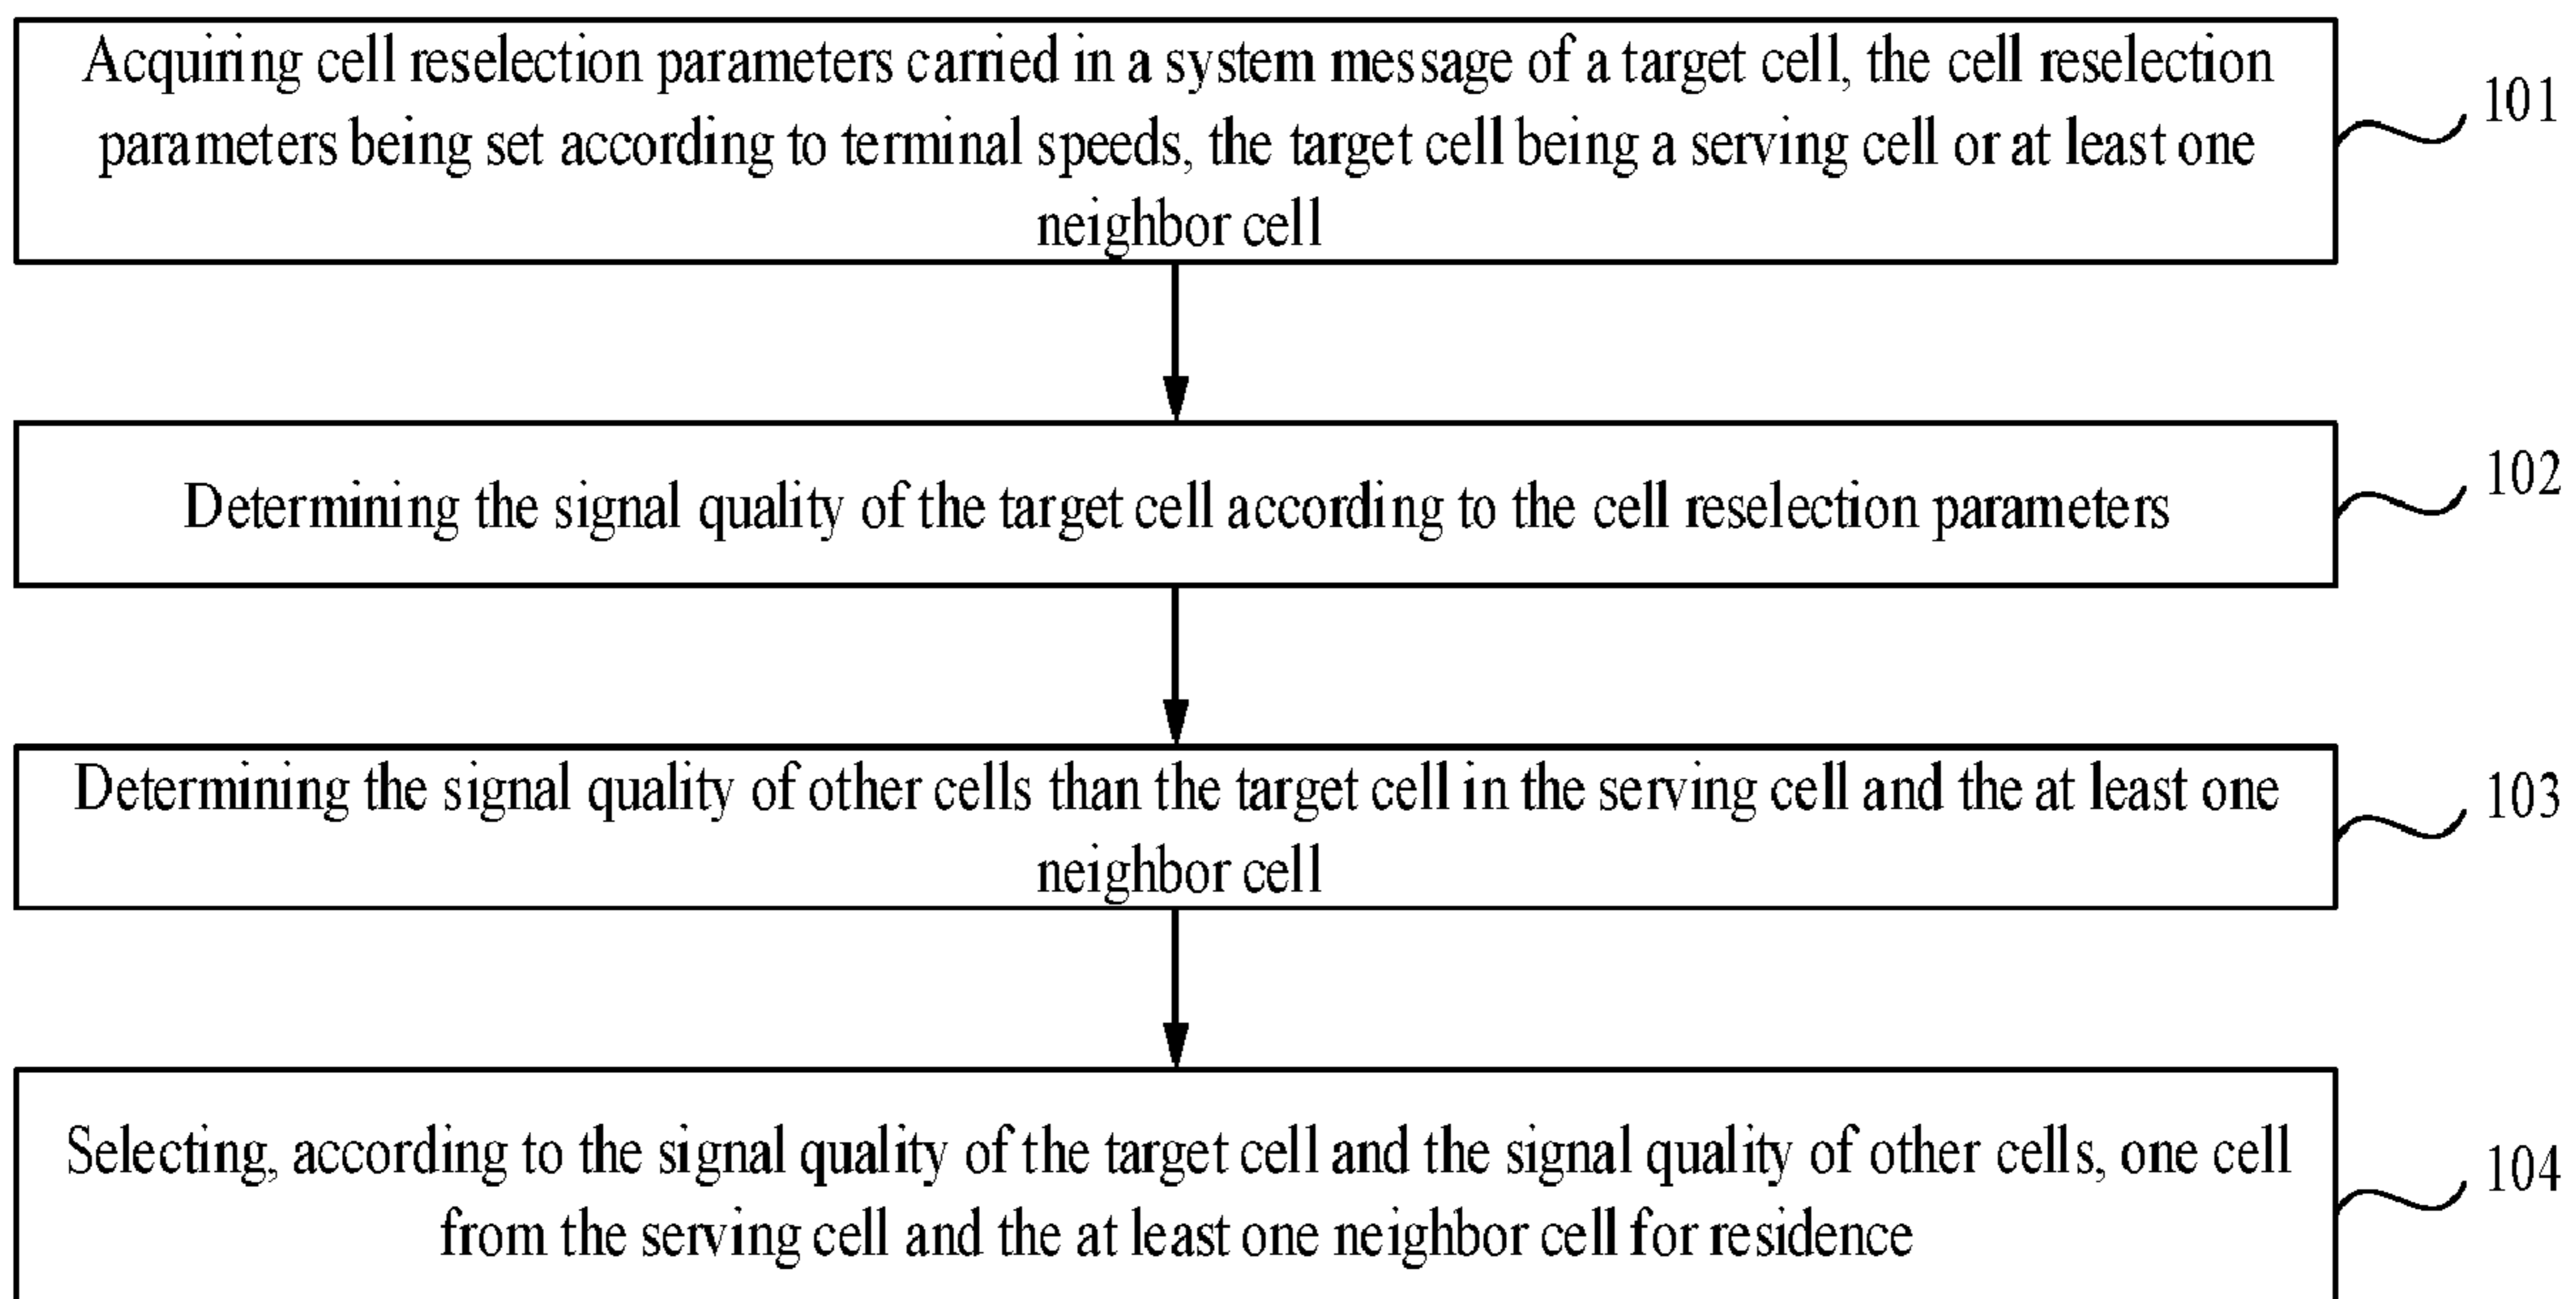 Acquiring cell reselection parameters carried in a system message of a target cell, the cell reselection
parameters being set according to terminal speeds, the target cell being a serving cell or at least one
neighbor cell
101
Determining the signal quality of the target cell according to the cell reselection parameters
102
Determining the signal quality of other cells than the target cell in the serving cell and the at least one
neighbor cell
103
Selecting, according to the signal quality of the target cell and the signal quality of other cells, one cell
from the serving cell and the at least one neighbor cell for residence
104